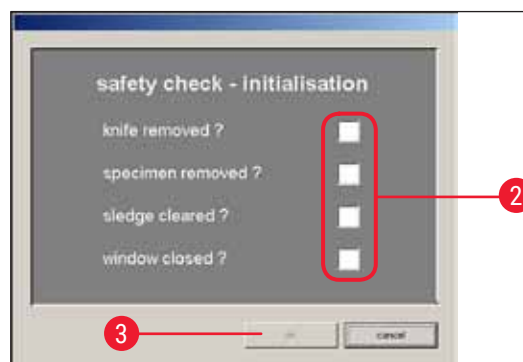 safety check - initialisation
knife removed ?
specimen removed ?
sledge cleared ?
window closed ?
2
3
cancel